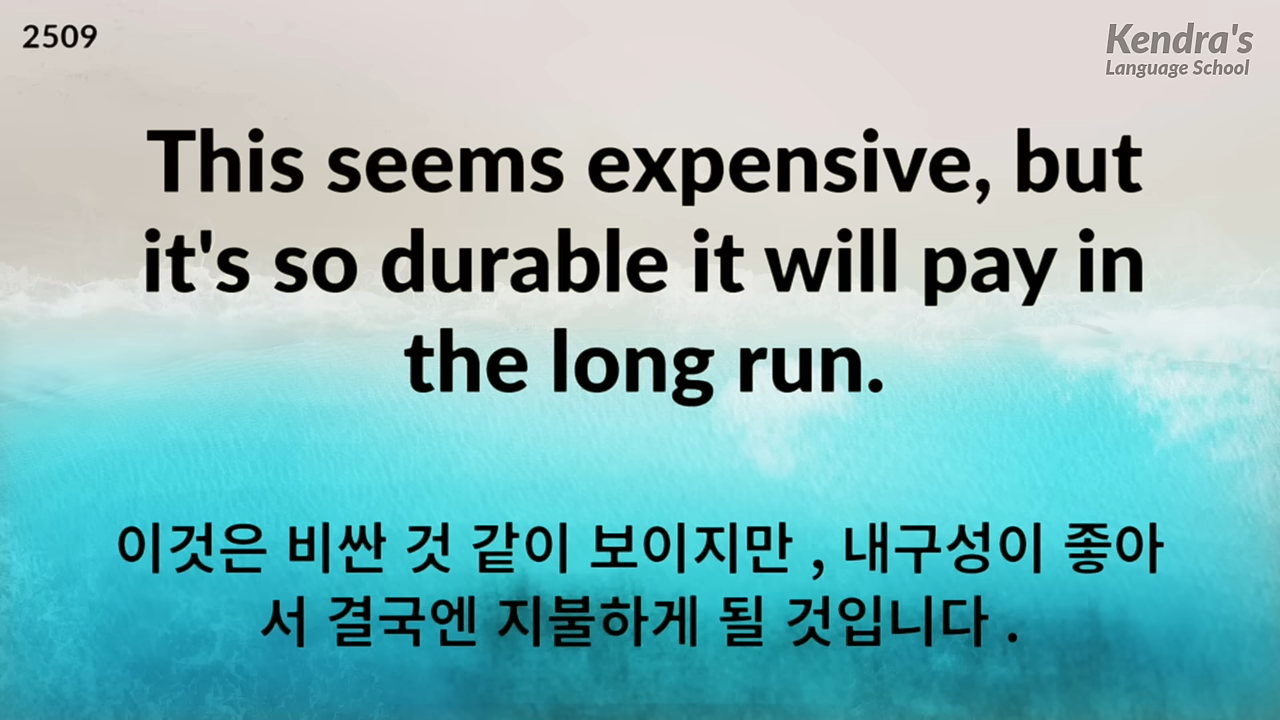 2509
Kendra's
Language School
This seems expensive, but
it's so durable it will pay in
the long run.
이것은 비싼 것 같이 보이지만 , 내구성이 좋아
서 결국엔 지불하게 될 것입니다 .